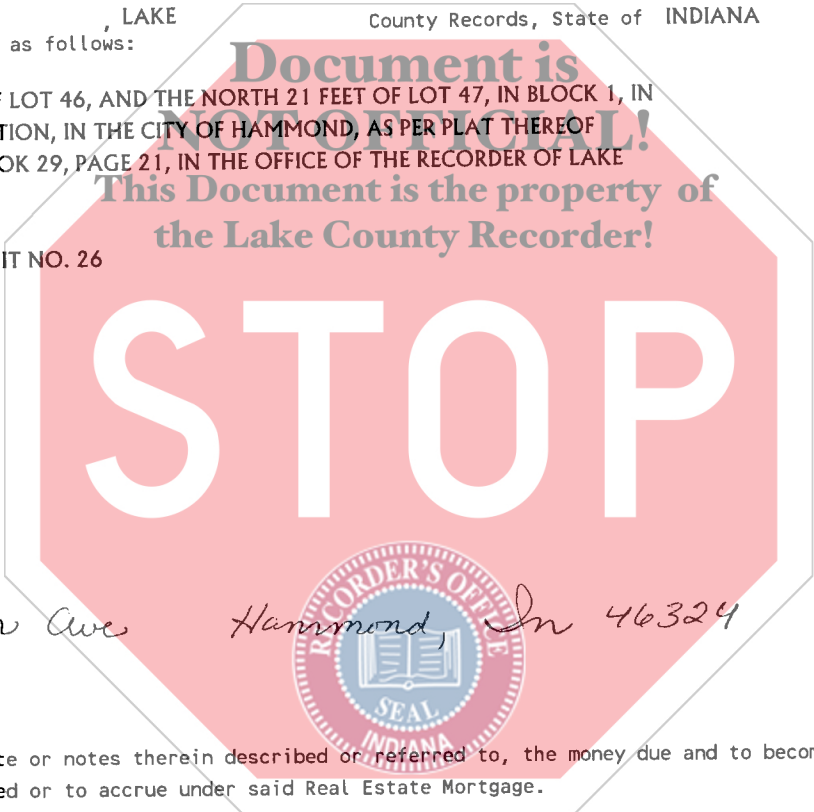 , LAKE County Records, State of INDIANA
as follows:
Document is
LOT 46, AND THE NORTH 21 FEET OF LOT 47, IN BLOCK 1, IN
NOT OFFICIAL!
TION, IN THE CITY OF HAMMOND, AS PER PLAT THEREOF
OK 29, PAGE 21, IN THE OFFICE OF THE RECORDER OF LAKE
This Document is the property of
the Lake County Recorder!
IT NO. 26
STOP
RECORDER'S OFFICE
Ave Hammond, In 46324
SEAL
INDIANA
te or notes therein described or referred to, the money due and to becom
ed or to accrue under said Real Estate Mortgage.